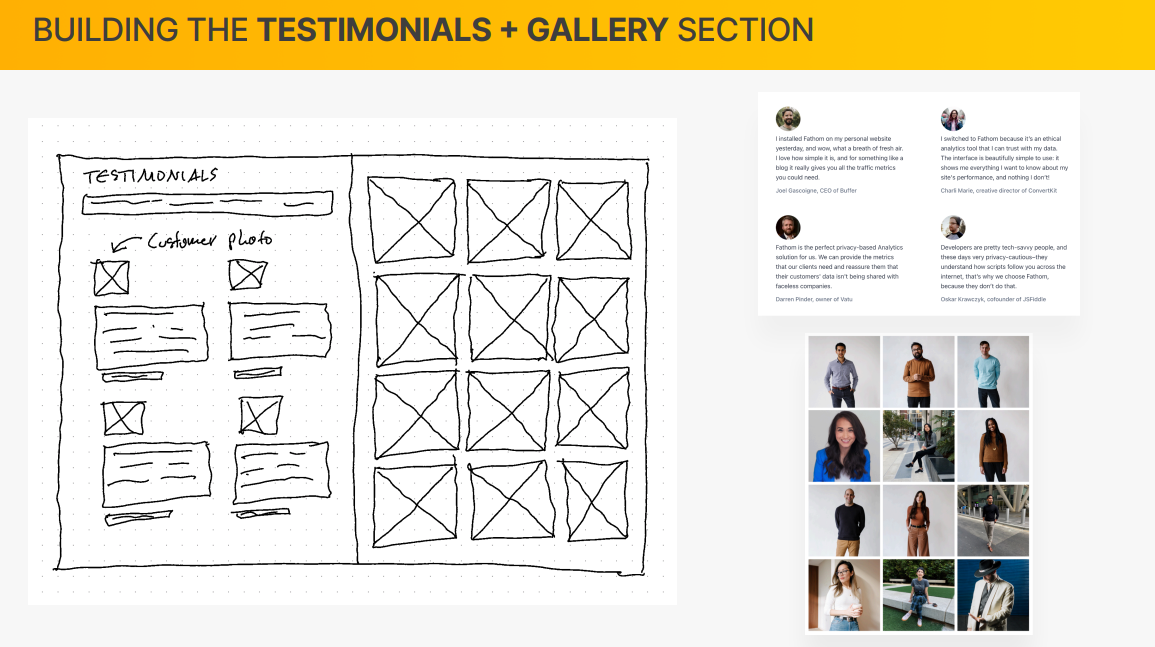 BUILDING THE TESTIMONIALS + GALLERY SECTION
TESTIMONIALS
Customer photo
I installed Fathom on my personal website
yesterday, and wow, what a breath of fresh air.
I love how simple it is, and for something like a
blog it really gives you all the traffic metrics
you could need.
Joel Gascoigne, CEO of Buffer
I switched to Fathom because it's an ethical
analytics tool that I can trust with my data.
The interface is beautifully simple to use: it
shows me everything I want to know about my
site's performance, and nothing I don't!
Charli Marie, creative director of ConvertKit
Fathom is the perfect privacy-based Analytics
solution for us. We can provide the metrics
that our clients need and reassure them that
their customers' data isn't being shared with
faceless companies.
Darren Pinder, owner of Vatu
Developers are pretty tech-savvy people, and
these days very privacy-cautious–they
understand how scripts follow you across the
internet, that's why we choose Fathom,
because they don't do that.
Oskar Krawczyk, cofounder of JSFiddle